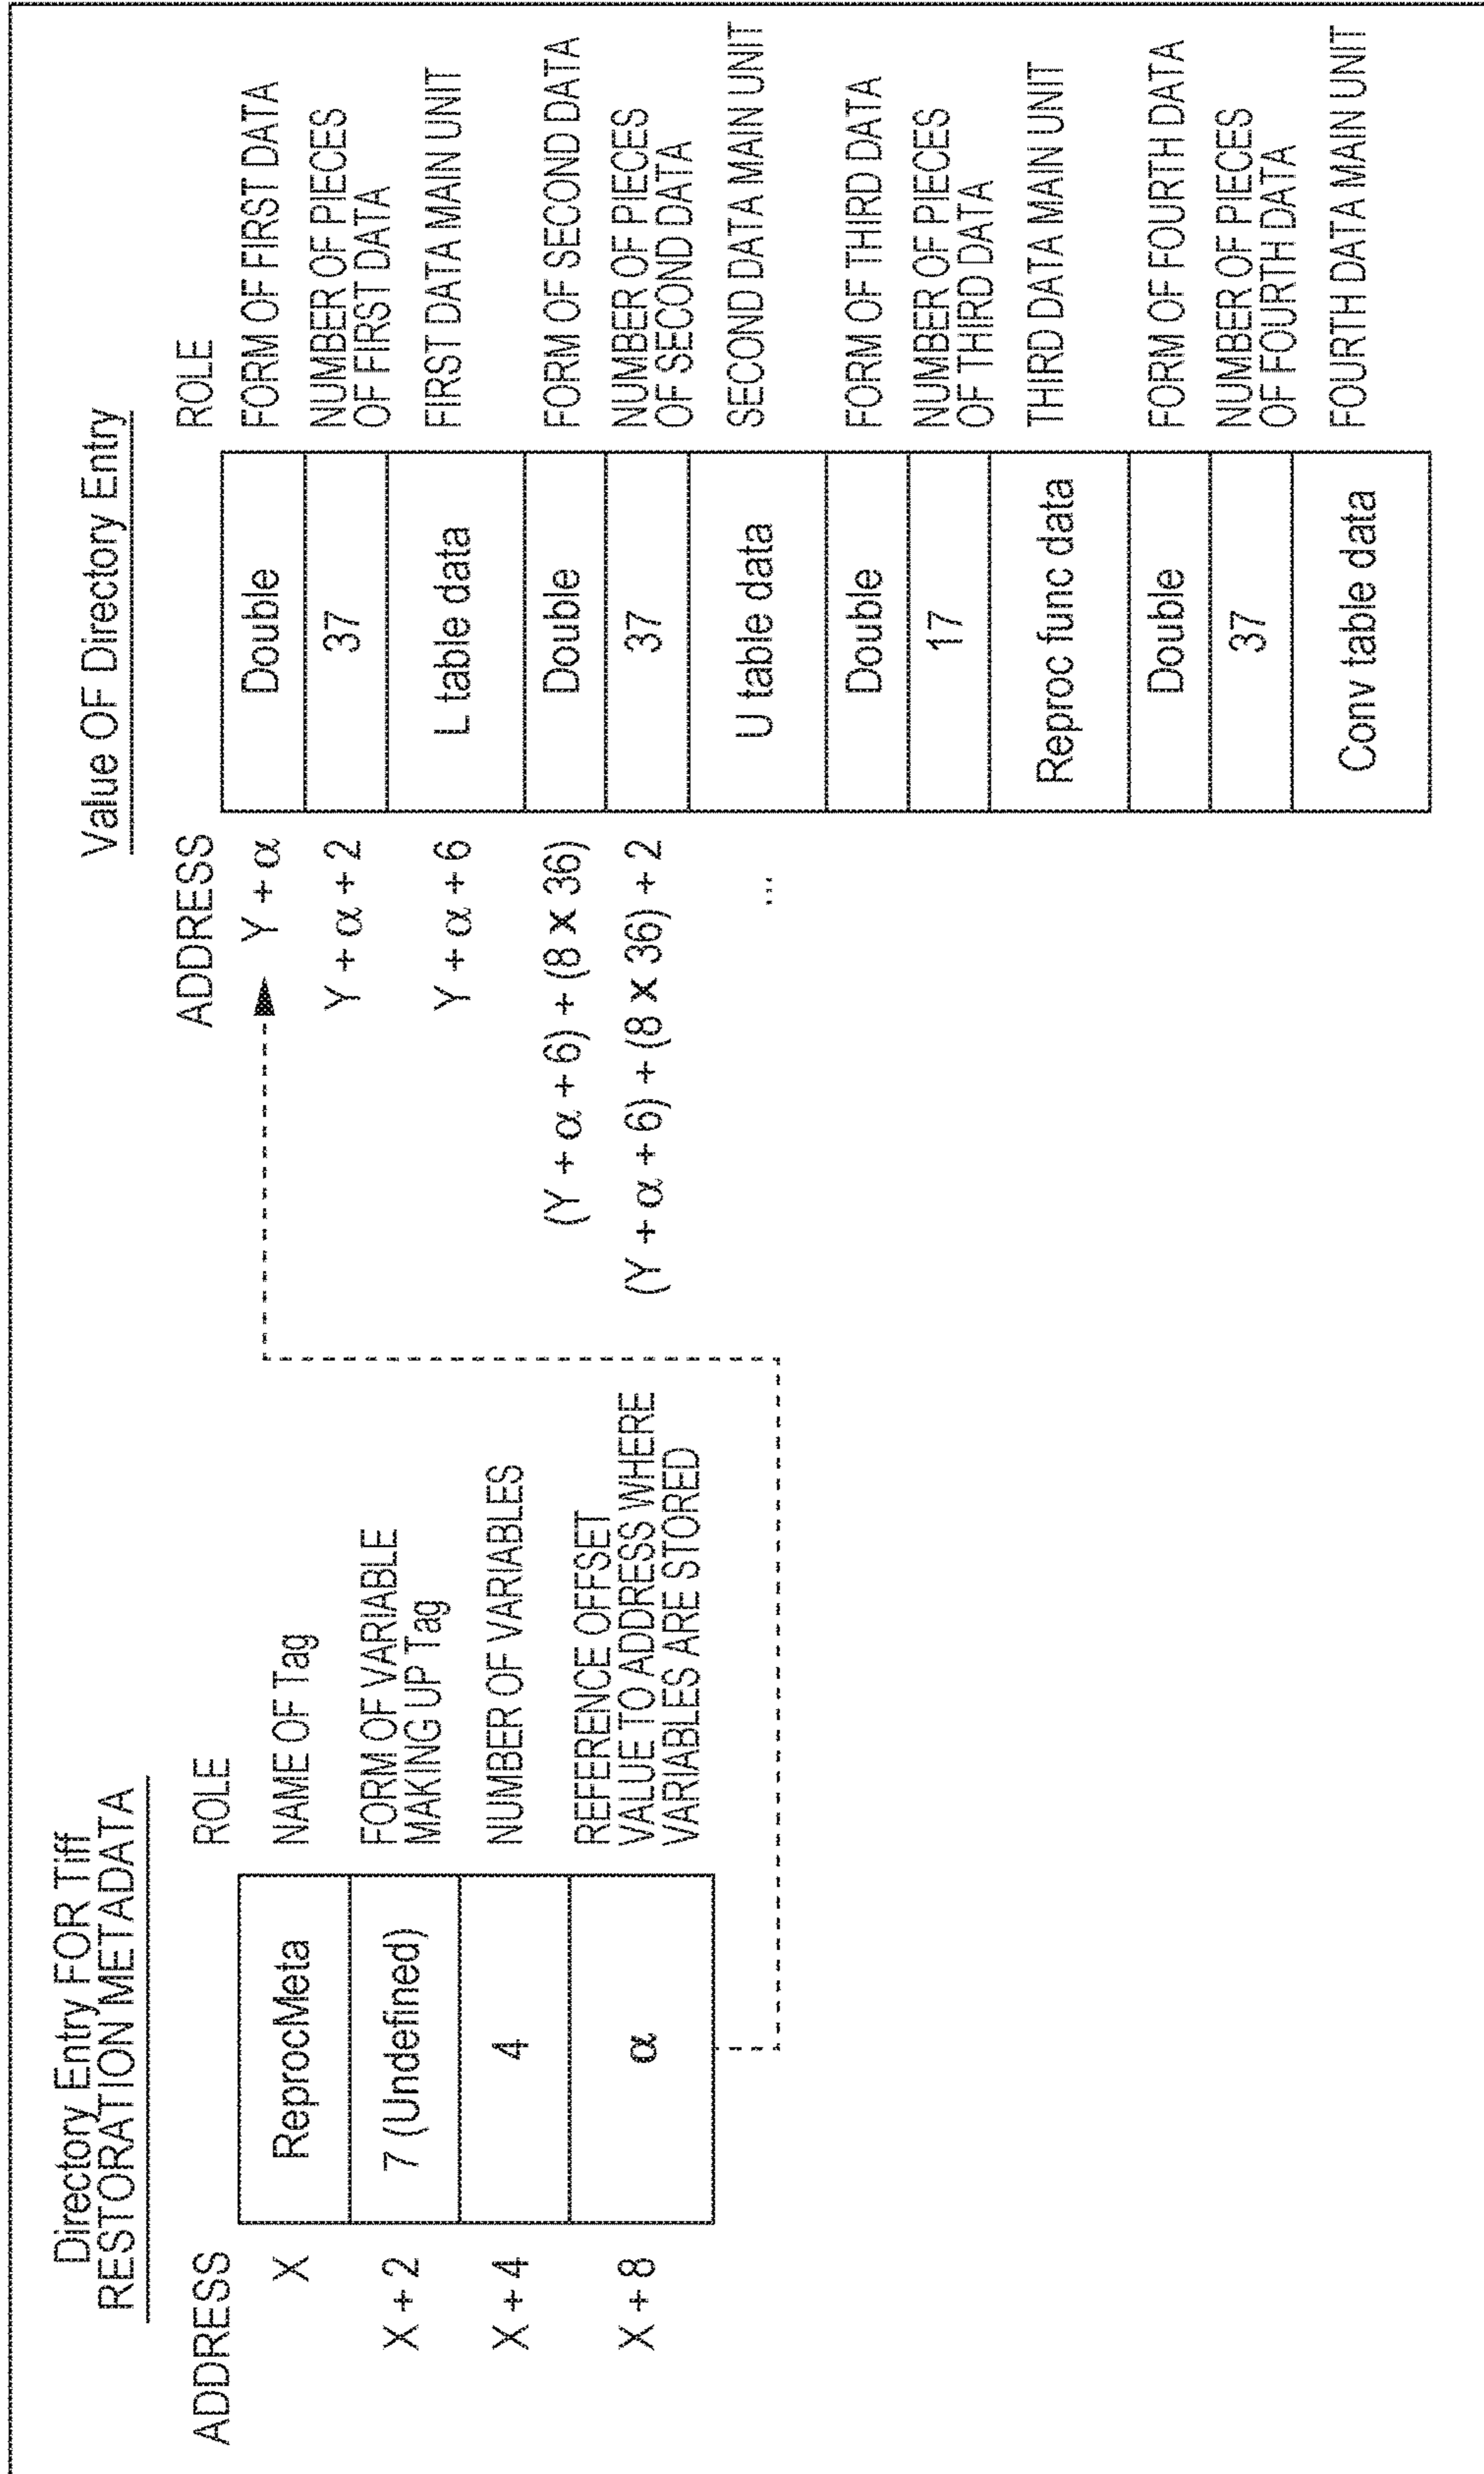 Directory Entry FOR Tiff
RESTORATION METADATA
ADDRESS
ROLE
X
ReprocMeta
NAME OF Tag
X + 2
7 (Undefined)
FORM OF VARIABLE
MAKING UP Tag
X + 4
4
NUMBER OF VARIABLES
X + 8
α
REFERENCE OFFSET
VALUE TO ADDRESS WHERE
VARIABLES ARE STORED
Value OF Directory Entry
ADDRESS
ROLE
Y + α
Double
FORM OF FIRST DATA
Y + α + 2
37
NUMBER OF PIECES
OF FIRST DATA
Y + α + 6
L table data
FIRST DATA MAIN UNIT
(Y + α + 6) + (8 x 36)
Double
FORM OF SECOND DATA
(Y + α + 6) + (8 x 36) + 2
37
NUMBER OF PIECES
OF SECOND DATA
...
U table data
SECOND DATA MAIN UNIT
Double
FORM OF THIRD DATA
17
NUMBER OF PIECES
OF THIRD DATA
Reproc func data
THIRD DATA MAIN UNIT
Double
FORM OF FOURTH DATA
37
NUMBER OF PIECES
OF FOURTH DATA
Conv table data
FOURTH DATA MAIN UNIT